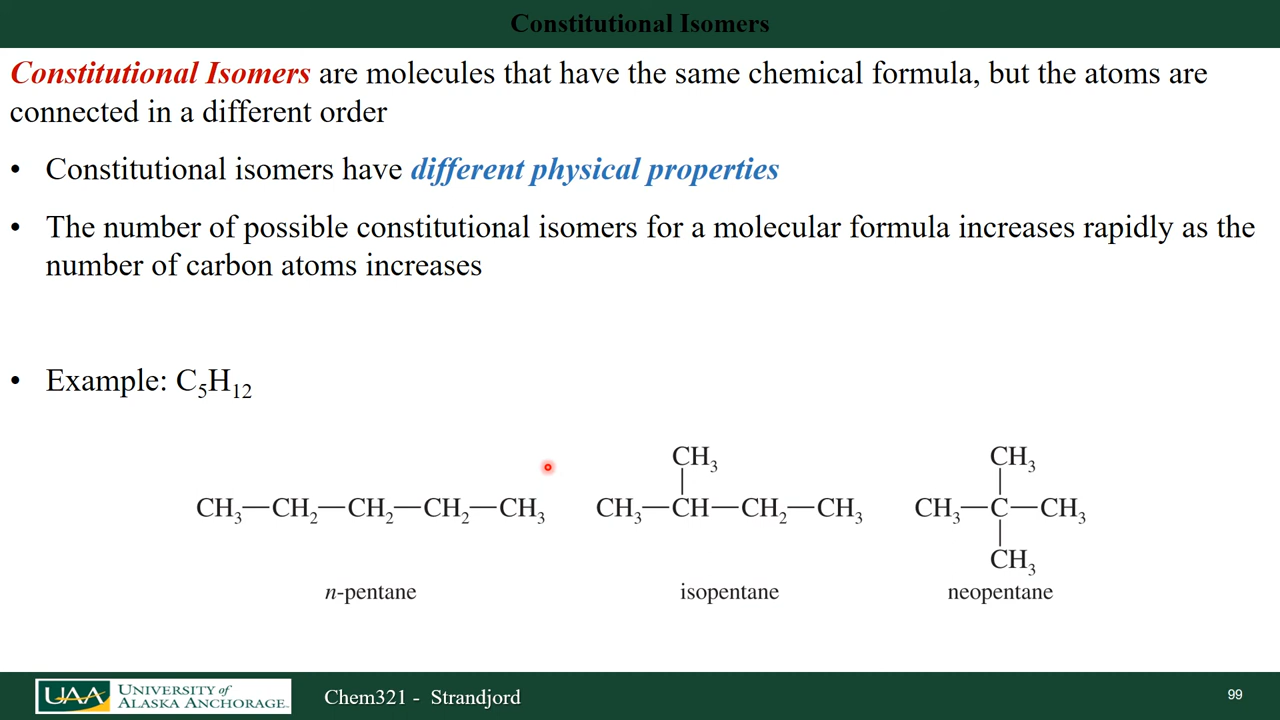 Constitutional Isomers
Constitutional Isomers are molecules that have the same chemical formula, but the atoms are
connected in a different order
• Constitutional isomers have different physical properties
• The number of possible constitutional isomers for a molecular formula increases rapidly as the
number of carbon atoms increases
• Example: C₅H₁₂
CH₃—CH₂—CH₂—CH₂—CH₃
n-pentane
CH₃
CH₃—CH—CH₂—CH₃
isopentane
CH₃
CH₃—C—CH₃
CH₃
neopentane
UAA UNIVERSITY of
ALASKA ANCHORAGE
Chem321 - Strandjord
99